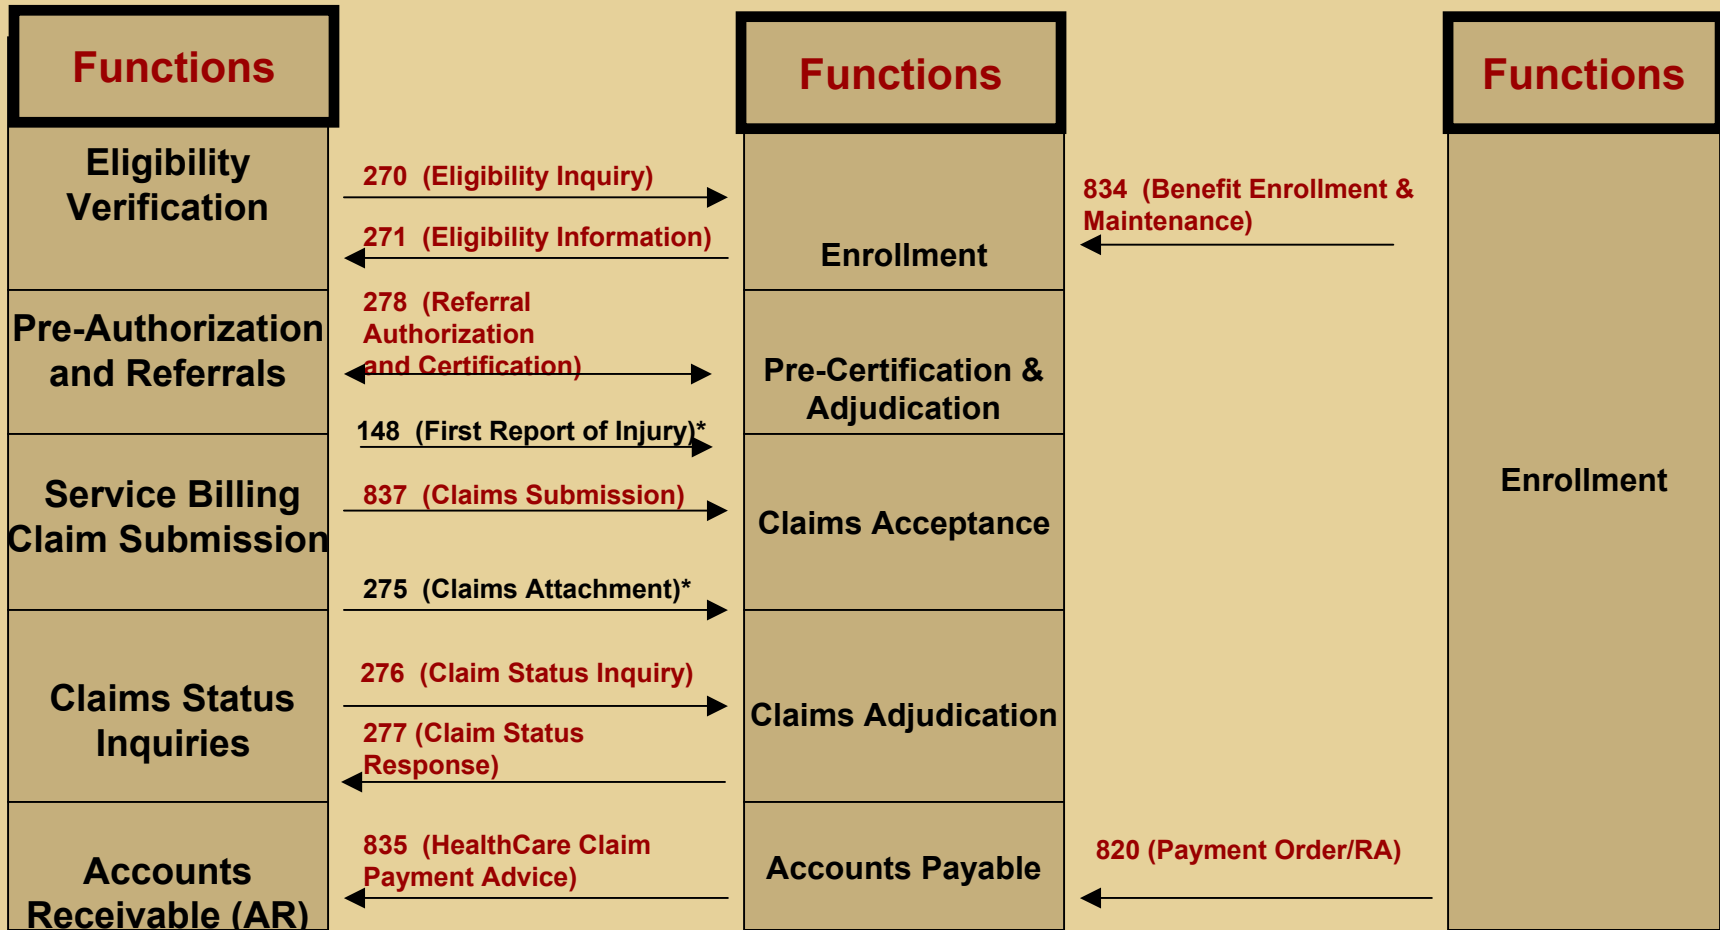 Functions
Functions
Functions
Eligibility
Verification
270  (Eligibility Inquiry)
271  (Eligibility Information)
Enrollment
834  (Benefit Enrollment &
Maintenance)
Pre-Authorization
and Referrals
278  (Referral
Authorization
and Certification)
Pre-Certification &
Adjudication
148  (First Report of Injury)*
Service Billing
Claim Submission
837  (Claims Submission)
275  (Claims Attachment)*
Claims Acceptance
Enrollment
Claims Status
Inquiries
276  (Claim Status Inquiry)
277 (Claim Status
Response)
Claims Adjudication
Accounts
Receivable (AR)
835  (HealthCare Claim
Payment Advice)
Accounts Payable
820 (Payment Order/RA)